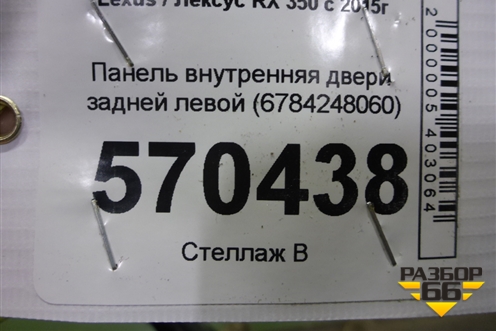 Lexus / Лексус RX 350 с 2015г
Панель внутренняя двери
задней левой (6784248060)
570438
Стеллаж В
2000005403064
РАЗБОР
66